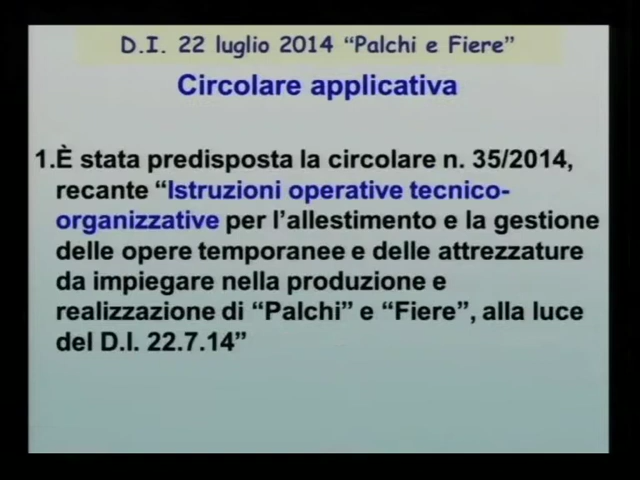 D.I. 22 luglio 2014 “Palchi e Fiere”
Circolare applicativa
1.È stata predisposta la circolare n. 35/2014,
recante “Istruzioni operative tecnico-
organizzative per l’allestimento e la gestione
delle opere temporanee e delle attrezzature
da impiegare nella produzione e
realizzazione di “Palchi” e “Fiere”, alla luce
del D.I. 22.7.14”